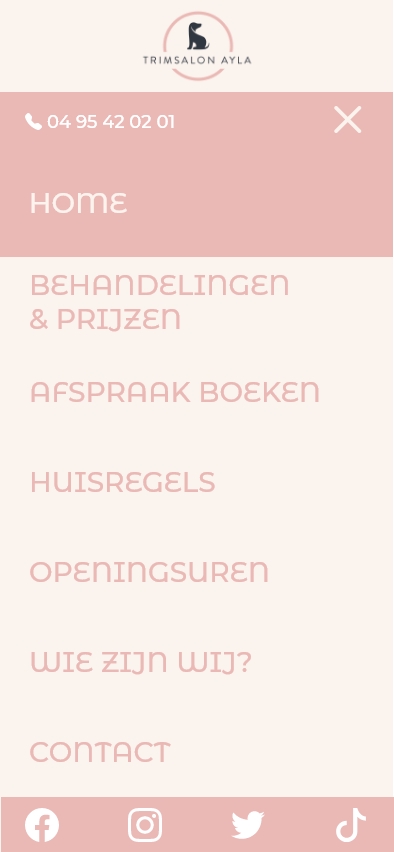 TRIMSALON AYLA
04 95 42 02 01
HOME
BEHANDELINGEN
& PRIJZEN
AFSPRAAK BOEKEN
HUISREGELS
OPENINGSUREN
WIE ZIJN WIJ?
CONTACT